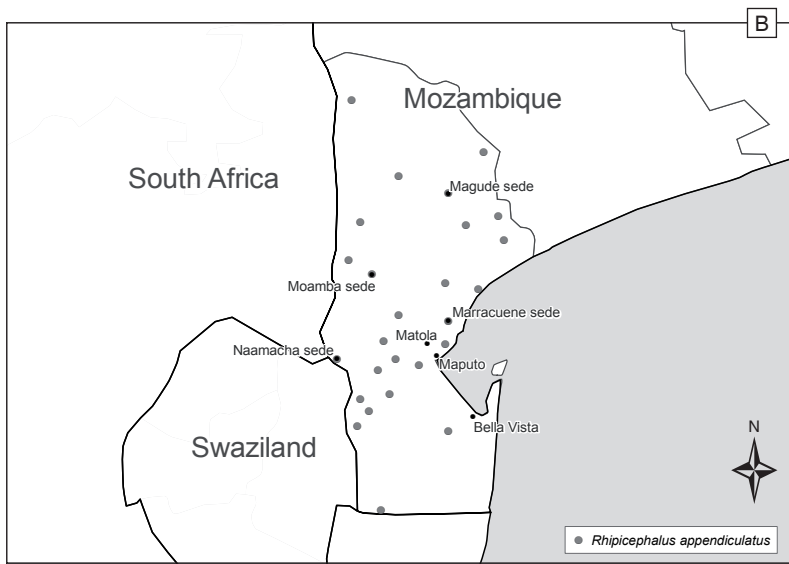 B
Mozambique
South Africa
Magude sede
Moamba sede
Marracuene sede
Matola
Naamacha sede
Maputo
Bella Vista
Swaziland
N
Rhipicephalus appendiculatus